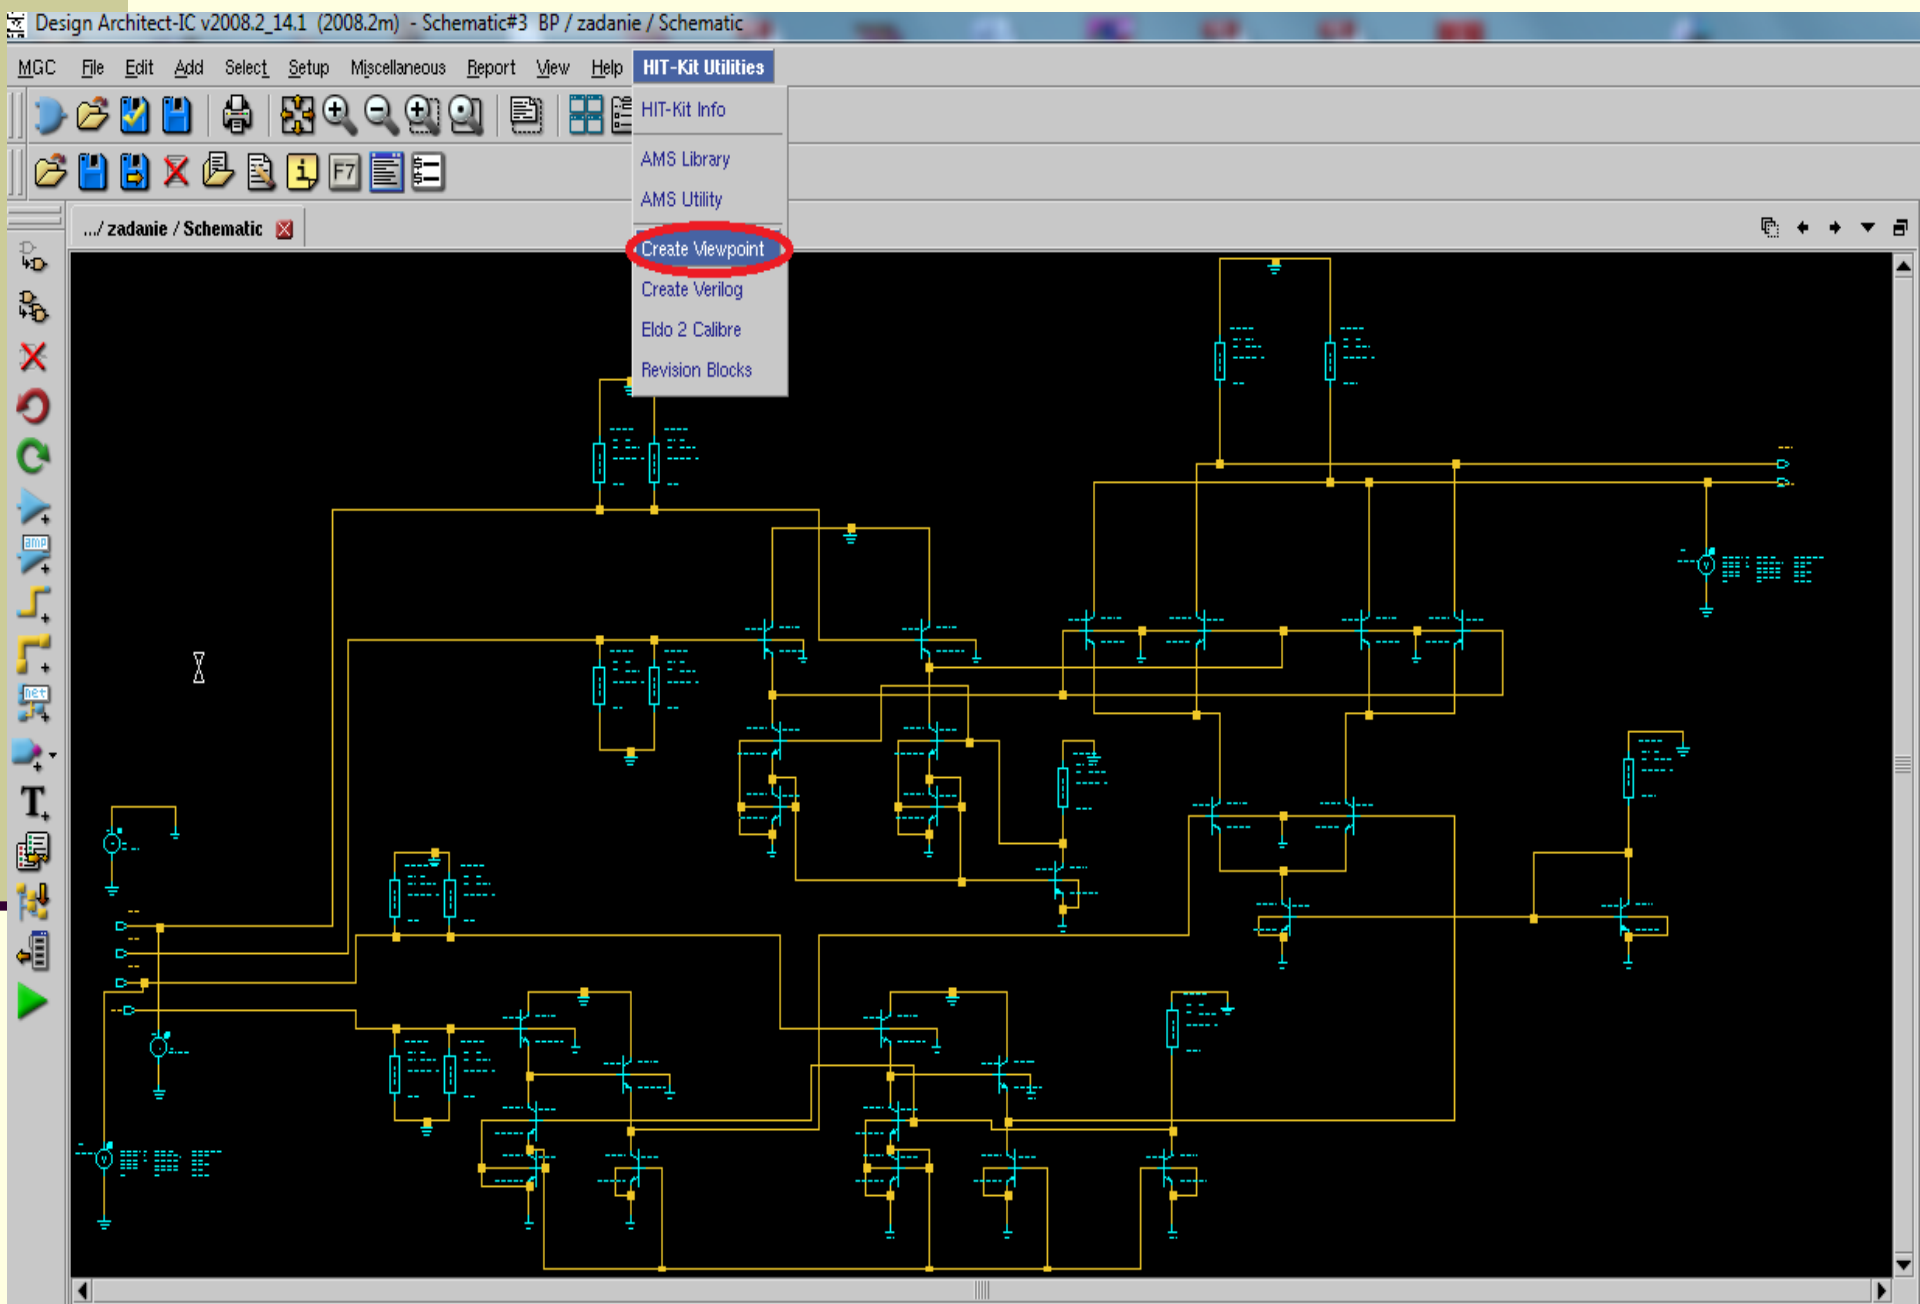 Design Architect-IC v2008.2_14.1 (2008.2m) - Schematic#3 BP / zadanie / Schematic
MGC File Edit Add Select Setup Miscellaneous Report View Help HIT-Kit Utilities
HIT-Kit Info
AMS Library
F7
AMS Utility
.../ zadanie / Schematic
Create Viewpoint
Create Verilog
Eldo 2 Calibre
Revision Blocks
amp
net
T